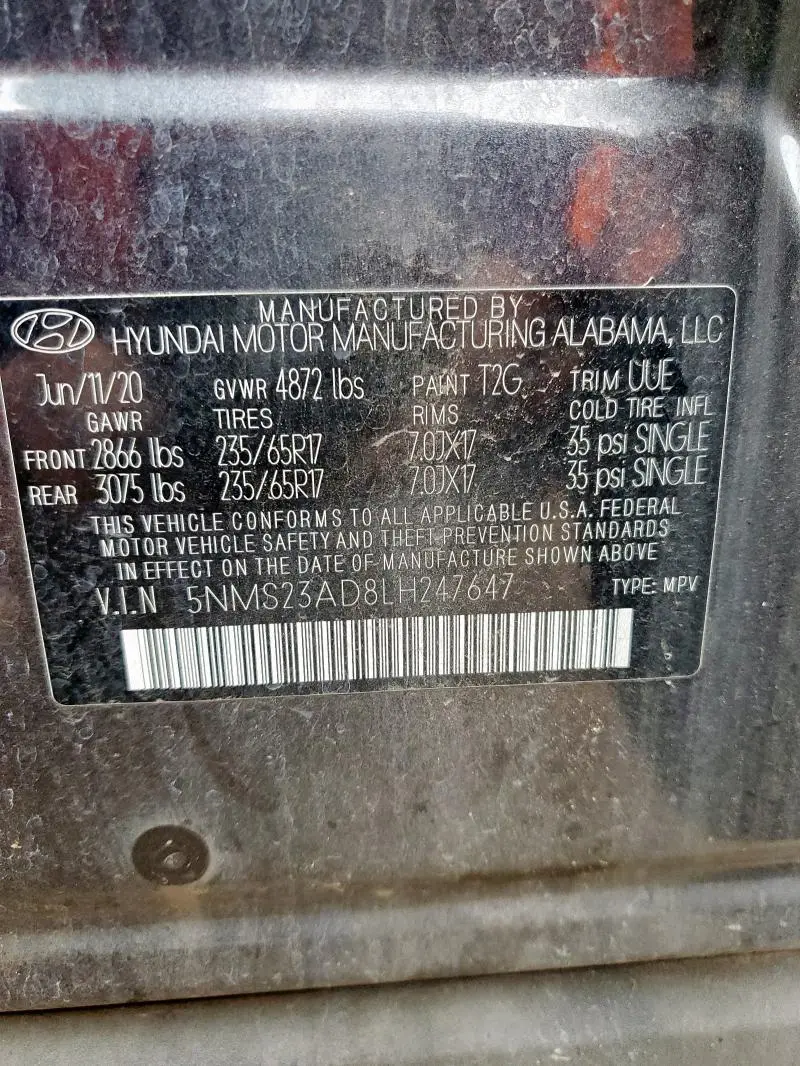 MANUFACTURED BY
HYUNDAI MOTOR MANUFACTURING ALABAMA, LLC
Jun/11/20 GVWR 4872 lbs PAINT T2G TRIM UUE
GAWR TIRES RIMS COLD TIRE INFL
FRONT 2866 lbs 235/65R17 7.0JX17 35 psi SINGLE
REAR 3075 lbs 235/65R17 7.0JX17 35 psi SINGLE
THIS VEHICLE CONFORMS TO ALL APPLICABLE U.S.A. FEDERAL
MOTOR VEHICLE SAFETY AND THEFT PREVENTION STANDARDS
IN EFFECT ON THE DATE OF MANUFACTURE SHOWN ABOVE
V.I.N 5NMS23AD8LH247647 TYPE: MPV